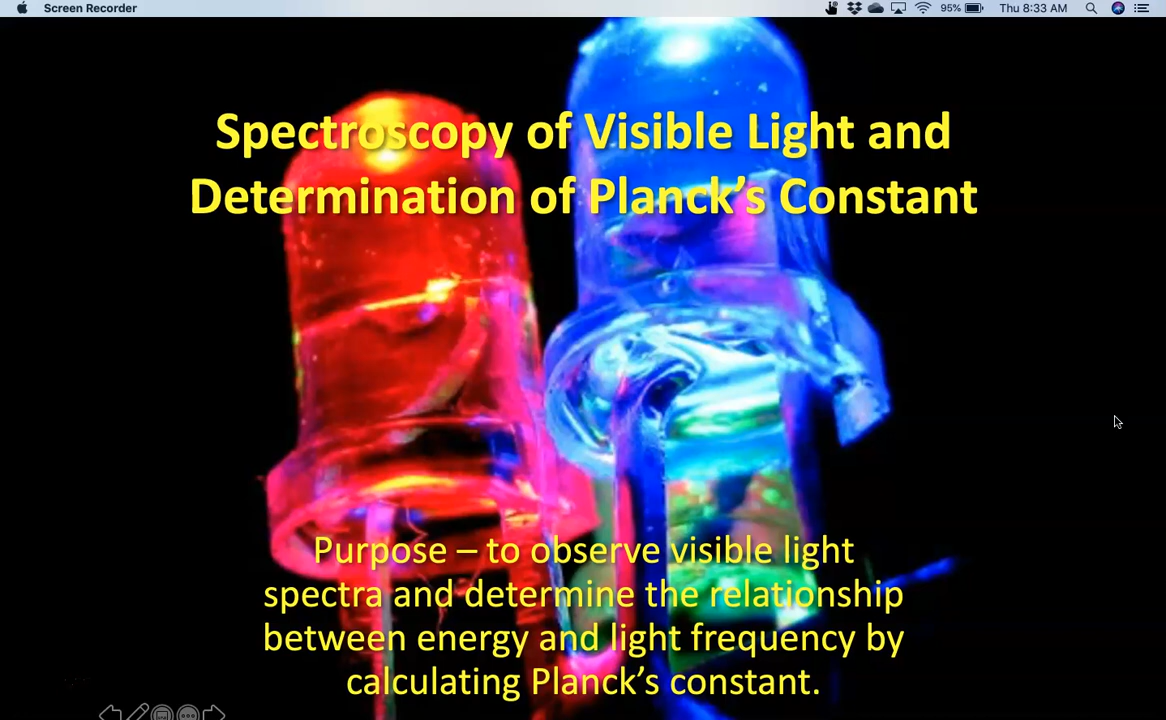 Screen Recorder
95%
Thu 8:33 AM
Spectroscopy of Visible Light and
Determination of Planck’s Constant
Purpose – to observe visible light
spectra and determine the relationship
between energy and light frequency by
calculating Planck’s constant.